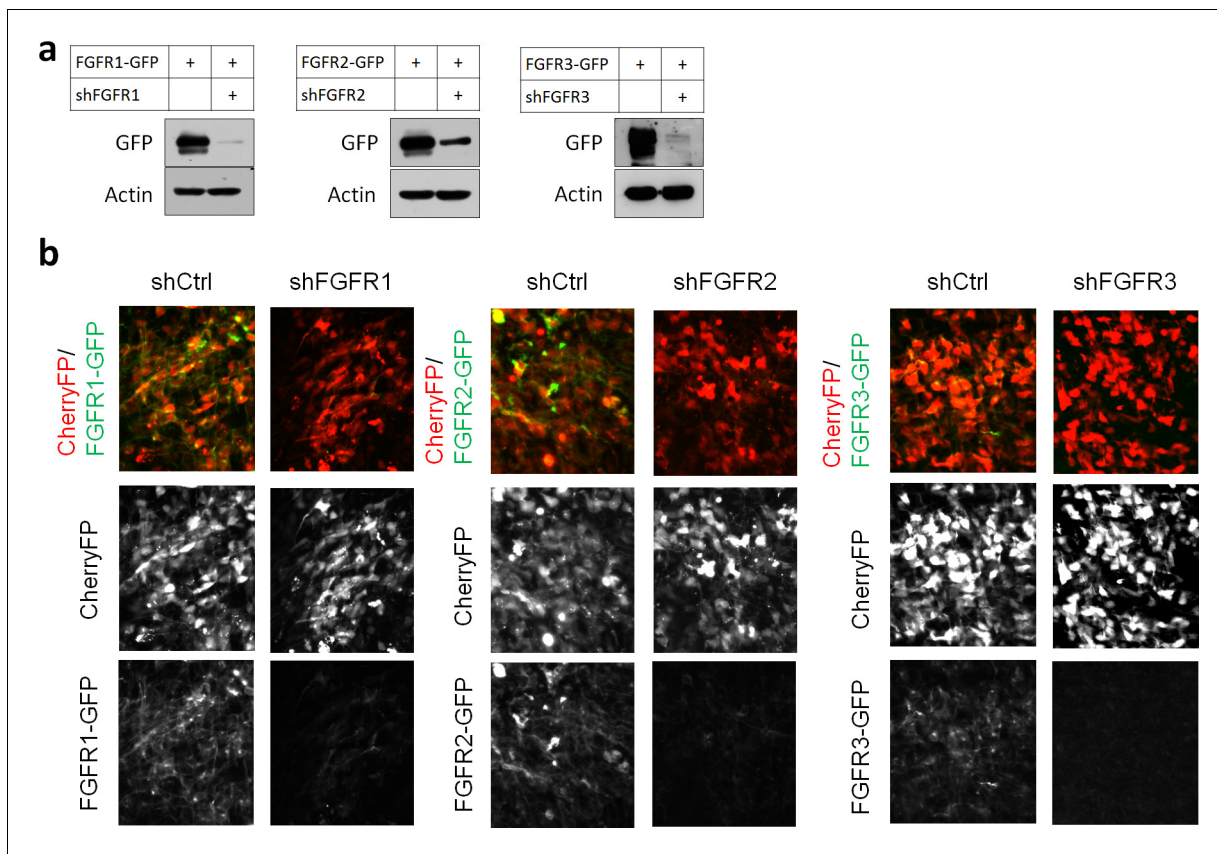 a
FGFR1-GFP + +
shFGFR1 +
GFP
Actin
FGFR2-GFP + +
shFGFR2 +
GFP
Actin
FGFR3-GFP + +
shFGFR3 +
GFP
Actin
b
shCtrl shFGFR1 shCtrl shFGFR2 shCtrl shFGFR3
CherryFP/
FGFR1-GFP
CherryFP/
FGFR2-GFP
CherryFP/
FGFR3-GFP
CherryFP
CherryFP
CherryFP
FGFR1-GFP
FGFR2-GFP
FGFR3-GFP